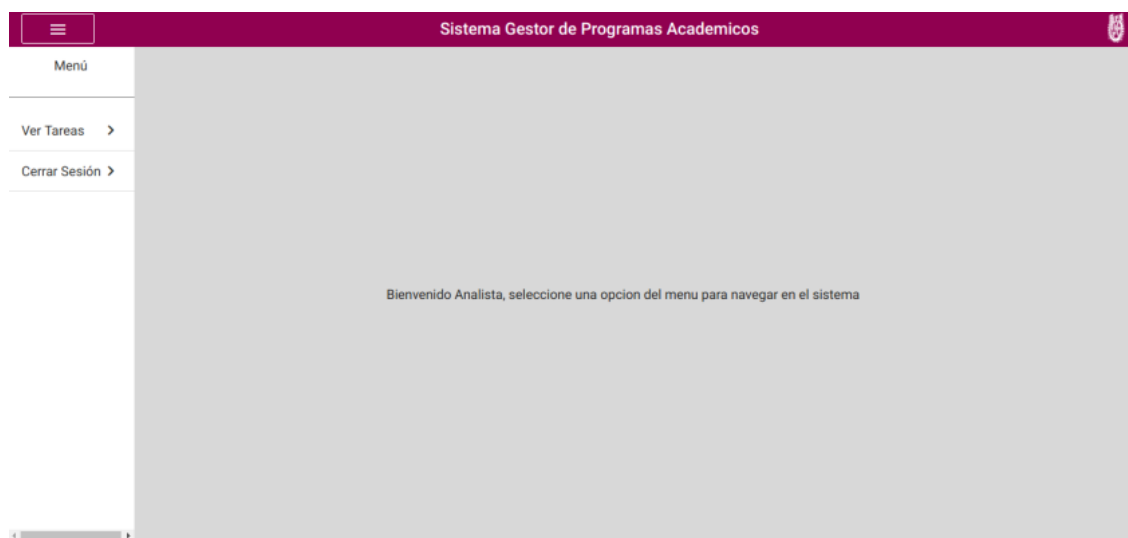 Sistema Gestor de Programas Academicos
Menú
Ver Tareas
Cerrar Sesión
Bienvenido Analista, seleccione una opcion del menu para navegar en el sistema